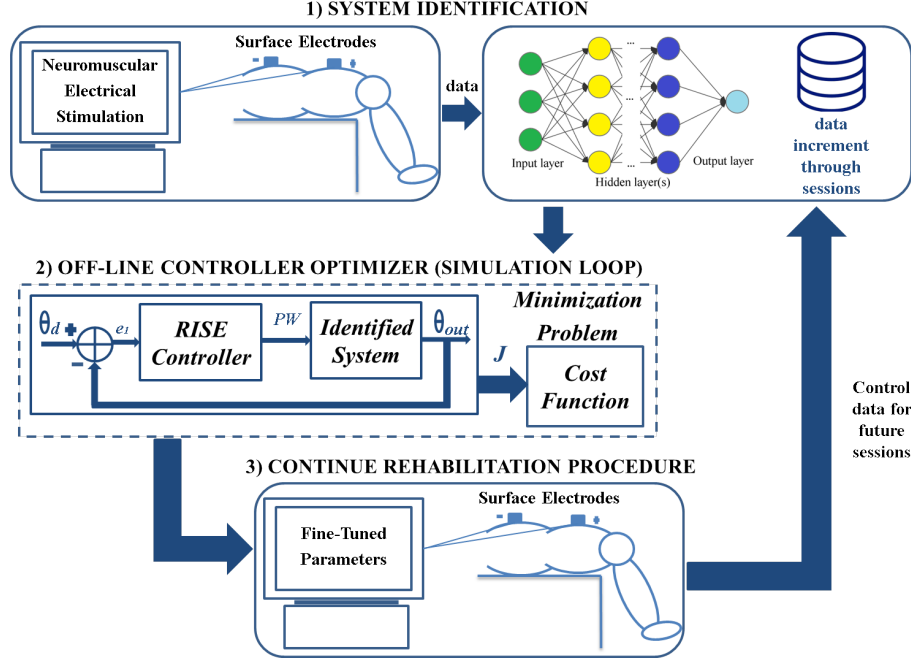 1) SYSTEM IDENTIFICATION
Neuromuscular
Electrical
Stimulation
Surface Electrodes
- +
data
...
...
...
...
Input layer
Hidden layer(s)
Output layer
data
increment
through
sessions
2) OFF-LINE CONTROLLER OPTIMIZER (SIMULATION LOOP)
θd +
-
e1
RISE
Controller
PW
Identified
System
θout
J
Minimization
Problem
Cost
Function
Control
data for
future
sessions
3) CONTINUE REHABILITATION PROCEDURE
Fine-Tuned
Parameters
Surface Electrodes
- +